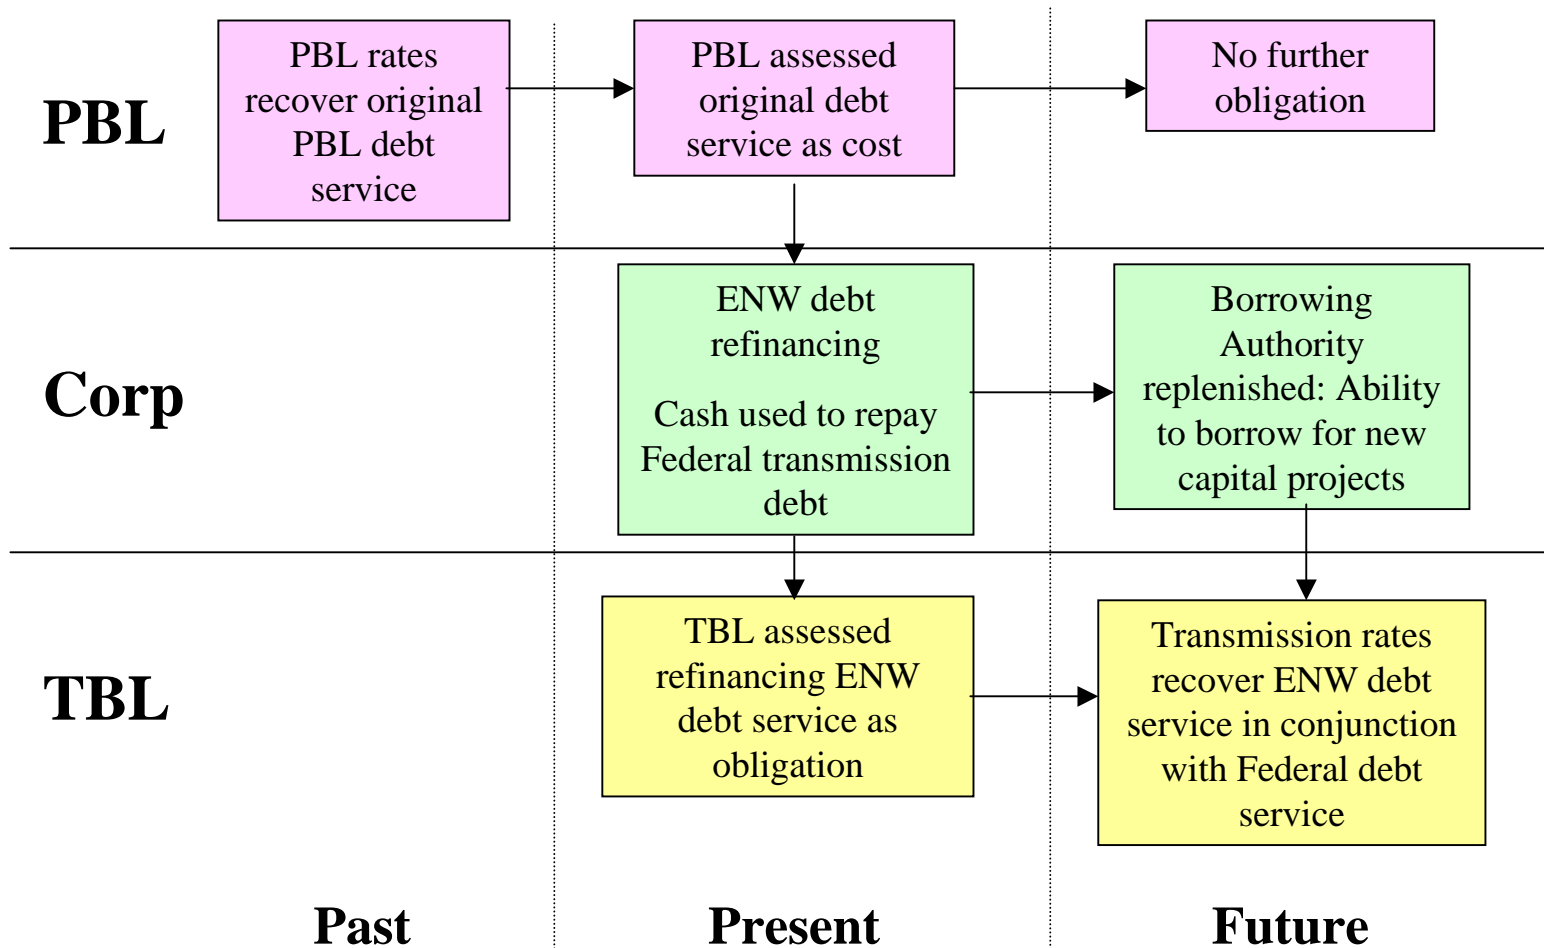 PBL
PBL rates
recover original
PBL debt
service
PBL assessed
original debt
service as cost
No further
obligation
Corp
ENW debt
refinancing
Cash used to repay
Federal transmission
debt
Borrowing
Authority
replenished: Ability
to borrow for new
capital projects
TBL
TBL assessed
refinancing ENW
debt service as
obligation
Transmission rates
recover ENW debt
service in conjunction
with Federal debt
service
Past
Present
Future